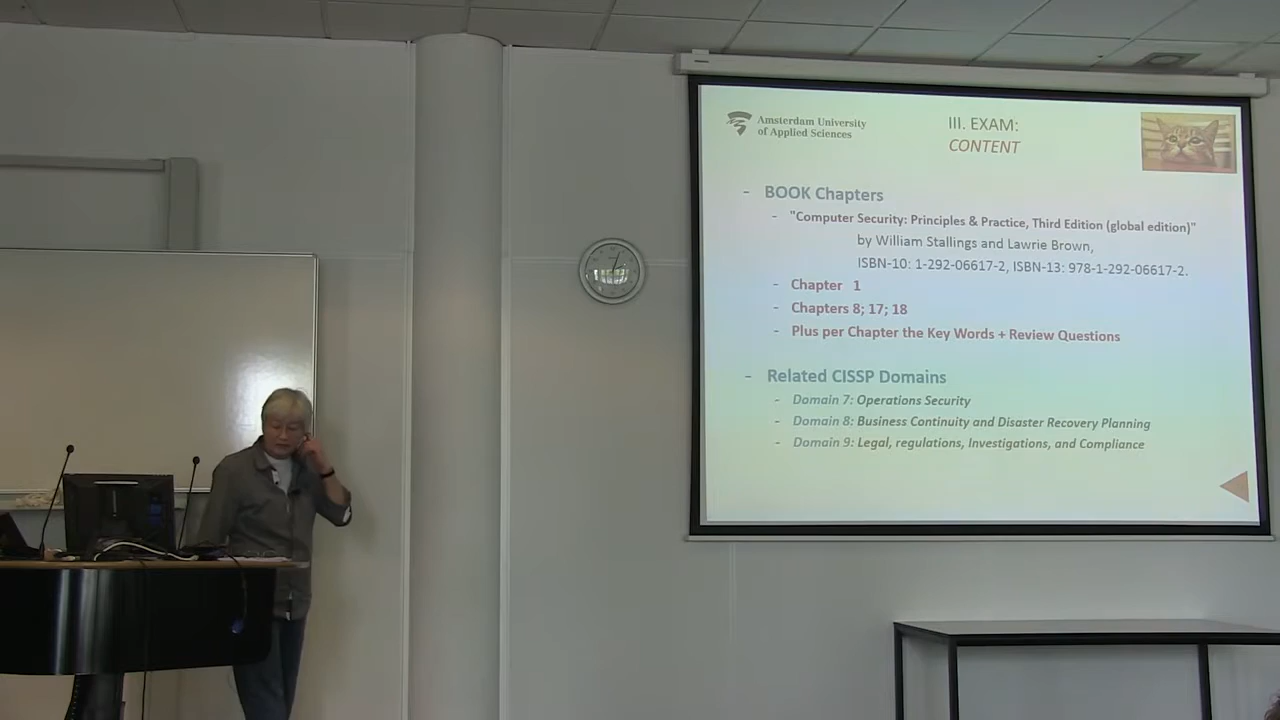 Amsterdam University
of Applied Sciences
III. EXAM:
CONTENT
- BOOK Chapters
- "Computer Security: Principles & Practice, Third Edition (global edition)"
by William Stallings and Lawrie Brown,
ISBN-10: 1-292-06617-2, ISBN-13: 978-1-292-06617-2.
- Chapter 1
- Chapters 8; 17; 18
- Plus per Chapter the Key Words + Review Questions
- Related CISSP Domains
- Domain 7: Operations Security
- Domain 8: Business Continuity and Disaster Recovery Planning
- Domain 9: Legal, regulations, Investigations, and Compliance